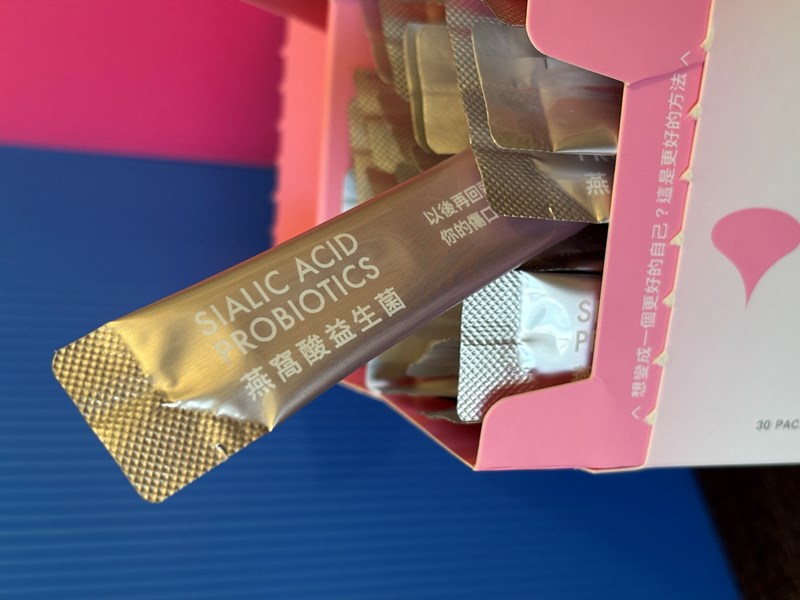 SIALIC ACID
PROBIOTICS
燕窩酸益生菌
以後再回
你的傷口
燕
S
P
< 想變成一個更好的自己？這是更好的方法 <
30 PAC